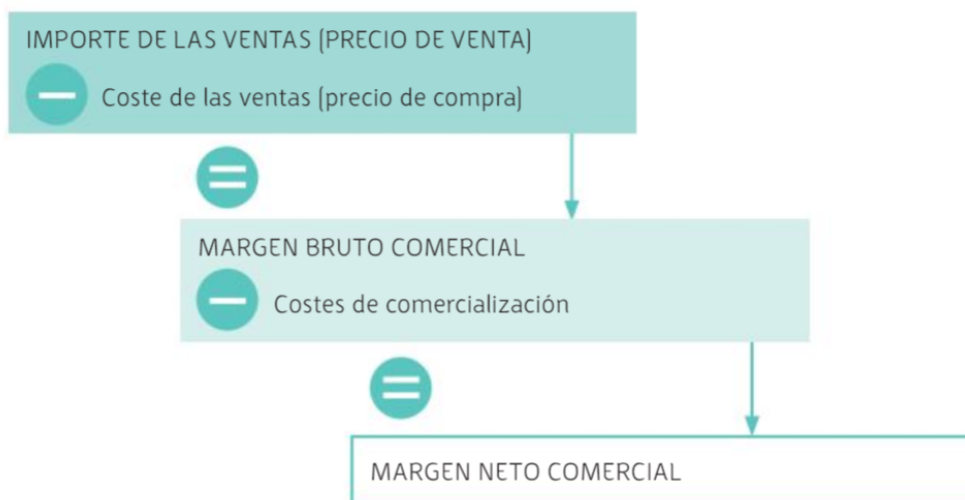 IMPORTE DE LAS VENTAS (PRECIO DE VENTA)
Coste de las ventas (precio de compra)
MARGEN BRUTO COMERCIAL
Costes de comercialización
MARGEN NETO COMERCIAL